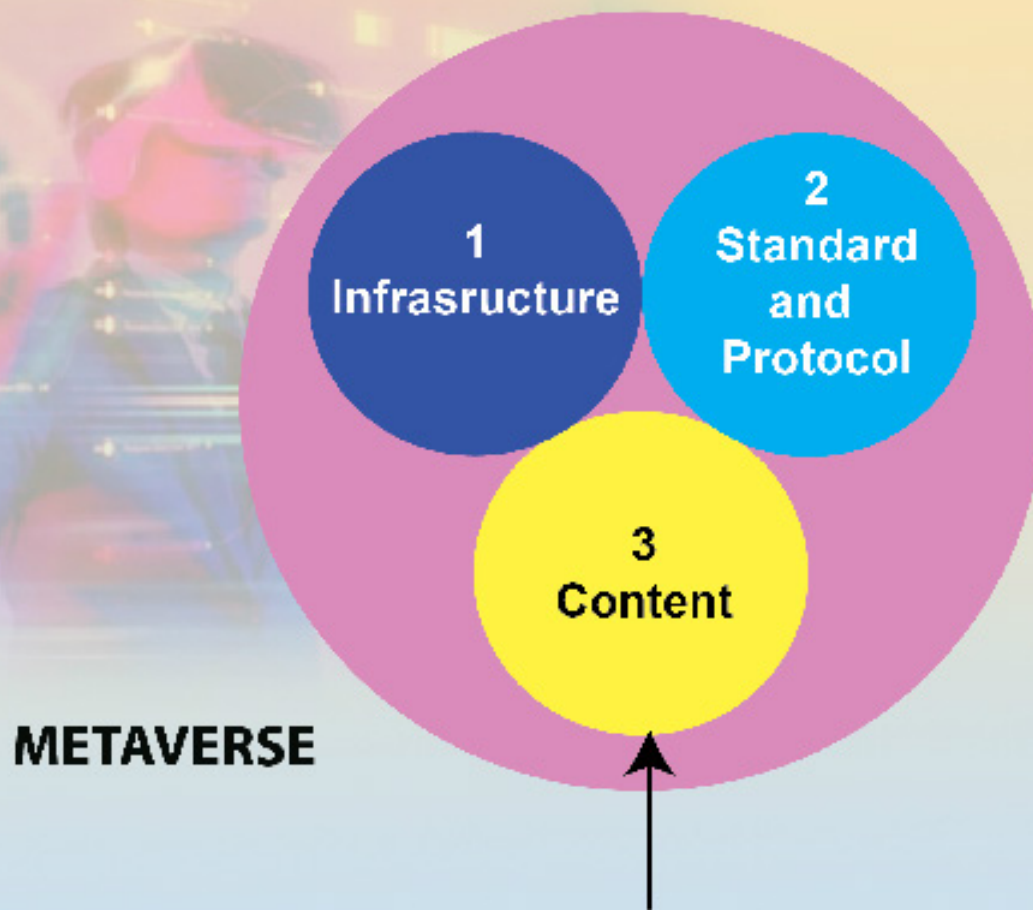 1
Infrasructure
2
Standard
and
Protocol
3
Content
METAVERSE